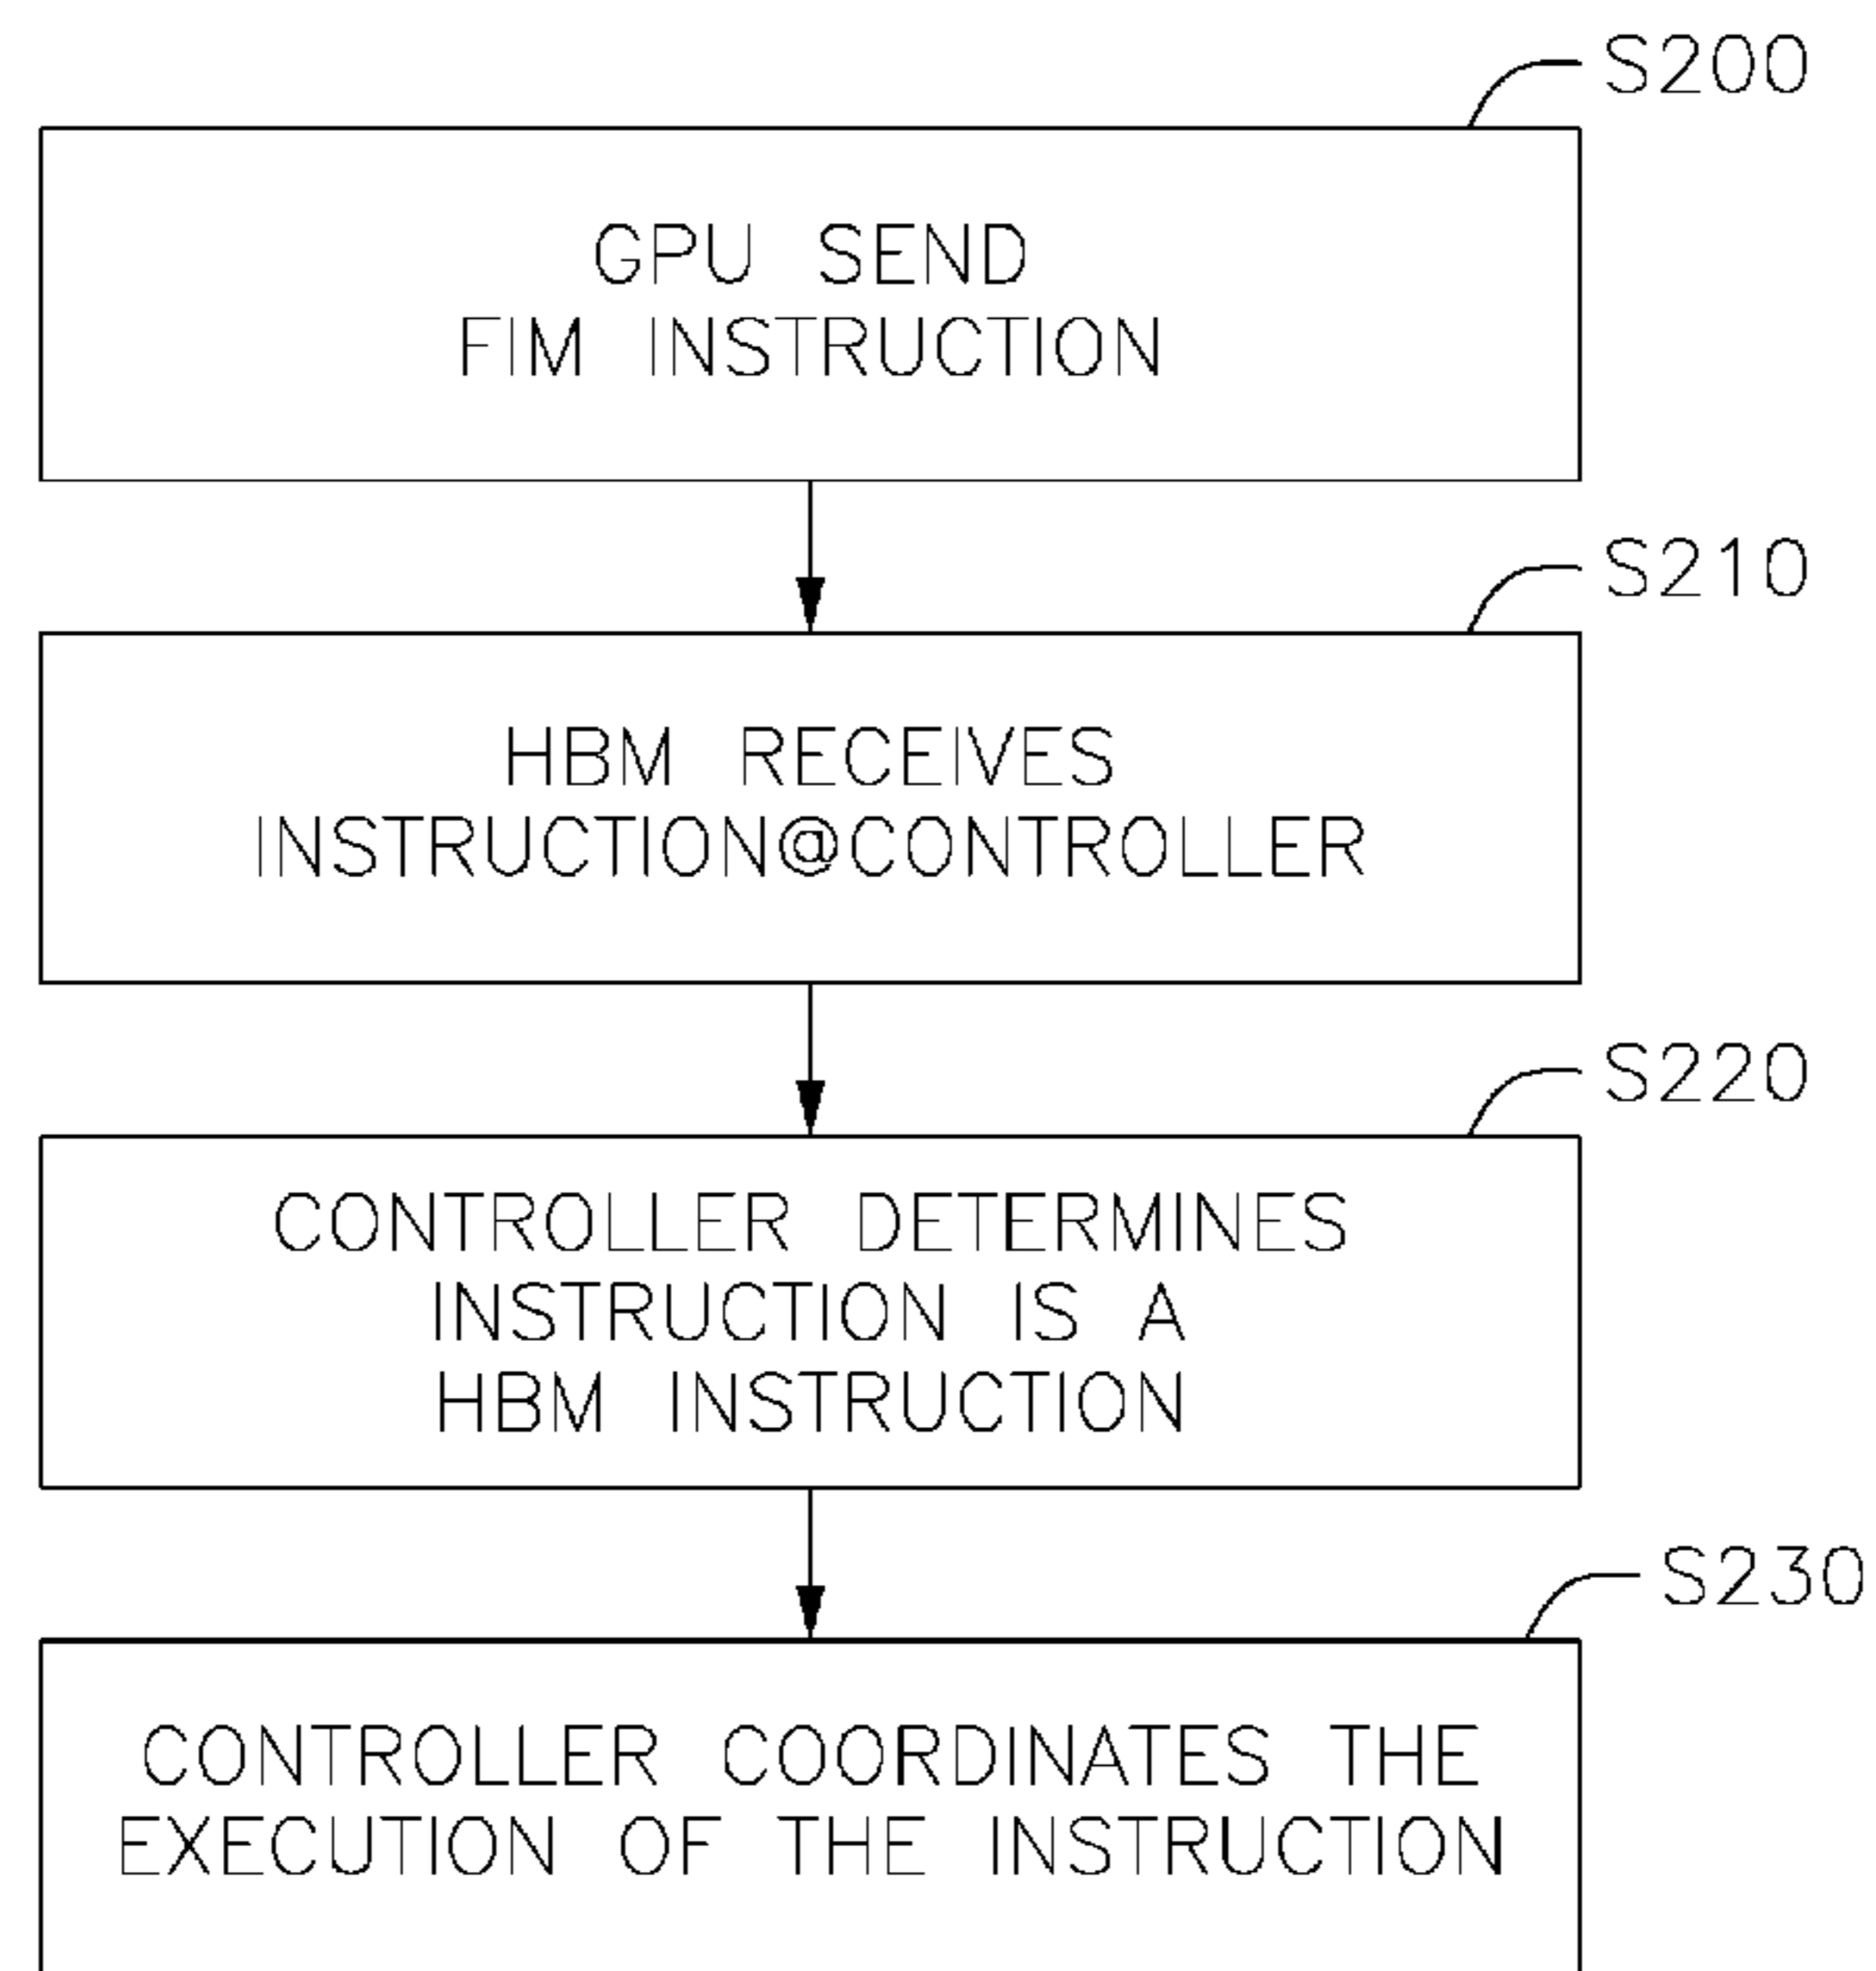 S200
GPU SEND
FIM INSTRUCTION
S210
HBM RECEIVES
INSTRUCTION@CONTROLLER
S220
CONTROLLER DETERMINES
INSTRUCTION IS A
HBM INSTRUCTION
S230
CONTROLLER COORDINATES THE
EXECUTION OF THE INSTRUCTION